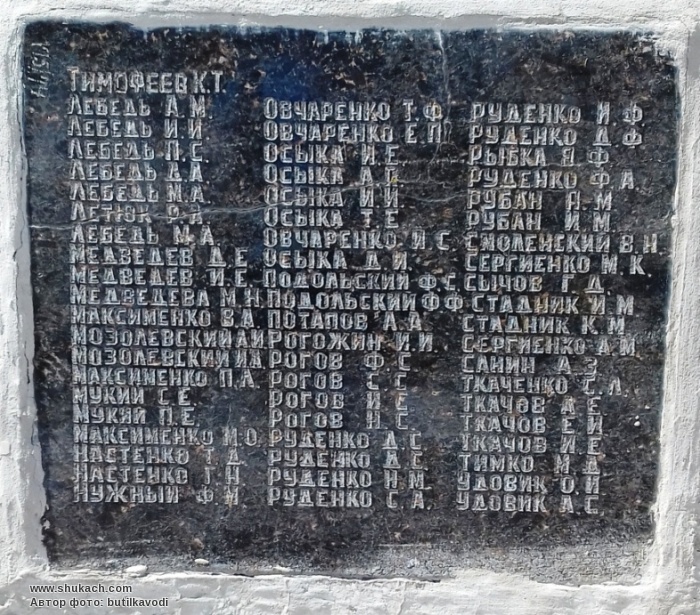 ТИМОФЕЕВ К.Т.
ЛЕБЕДЬ А.М.
ЛЕБЕДЬ И.И
ЛЕБЕДЬ П.С.
ЛЕБЕДЬ Д.А
ЛЕБЕДЬ М.А.
ЛЕТЮК
ЛЕБЕДЬ М.А.
МЕДВЕДЕВ Д.Е.
МЕДВЕДЕВ И.Е.
МЕДВЕДЕВА М.Н.
МАКСИМЕНКО В.А.
МОЗОЛЕВСКИЙ
МОЗОЛЕВСКИЙ
МАКСИМЕНКО П.А.
МУКИЙ С.Е.
МУКИЙ П.Е.
МАКСИМЕНКО М.О.
НАСТЕНКО Т.Д.
НАСТЕНКО Т.Н
НУЖНЫЙ Ф.И
ОВЧАРЕНКО Т.Ф.
ОВЧАРЕНКО Е.П.
ОСЫКА И.Е
ОСЫКА
ОСЫКА И.И
ОСЫКА Т.Е
ОВЧАРЕНКО И.С.
УСЫКА Д.И.
ПОДОЛЬСКИЙ Ф.С.
ПОДОЛЬСКИЙ Ф.Ф.
ПОТАПОВ А.А.
РОГОЖИН И.И.
РОГОВ Ф.С
РОГОВ С.С
РОГОВ И.Е
РОГОВ Н.С.
РУДЕНКО А.С.
РУДЕНКО Д.С.
РУДЕНКО Н.М.
РУДЕНКО С.А.
РУДЕНКО И.Ф
РУДЕНКО Д.Ф
РЫБКА Я.Ф.
РУДЕНКО Ф.А.
РУБАН Я.М
РУБАН И.М.
СМОЛЕНСКИЙ В.Н
СЕРГИЕНКО М.К.
СЫЧОВ Г.Д.
СТАДНИК И.М
СТАДНИК К.М
СЕРГИЕНКО А.М
САНИН А.З
ТКАЧЕНКО С.Л.
ТКАЧОВ А.Е
ТКАЧОВ Е.И
ТКАЧОВ И.Е
ТИМКО М.Д
УДОВИК О.И
УДОВИК А.С.
www.shukach.com
Автор фото: butilkavodi